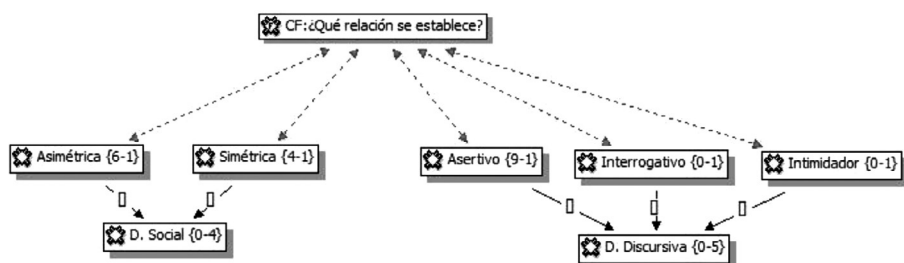 CF:¿Qué relación se establece?
Asimétrica {6-1}
Simétrica {4-1}
Asertivo {9-1}
Interrogativo {0-1}
Intimidador {0-1}
[]
[]
[]
[]
[]
D. Social {0-4}
D. Discursiva {0-5}